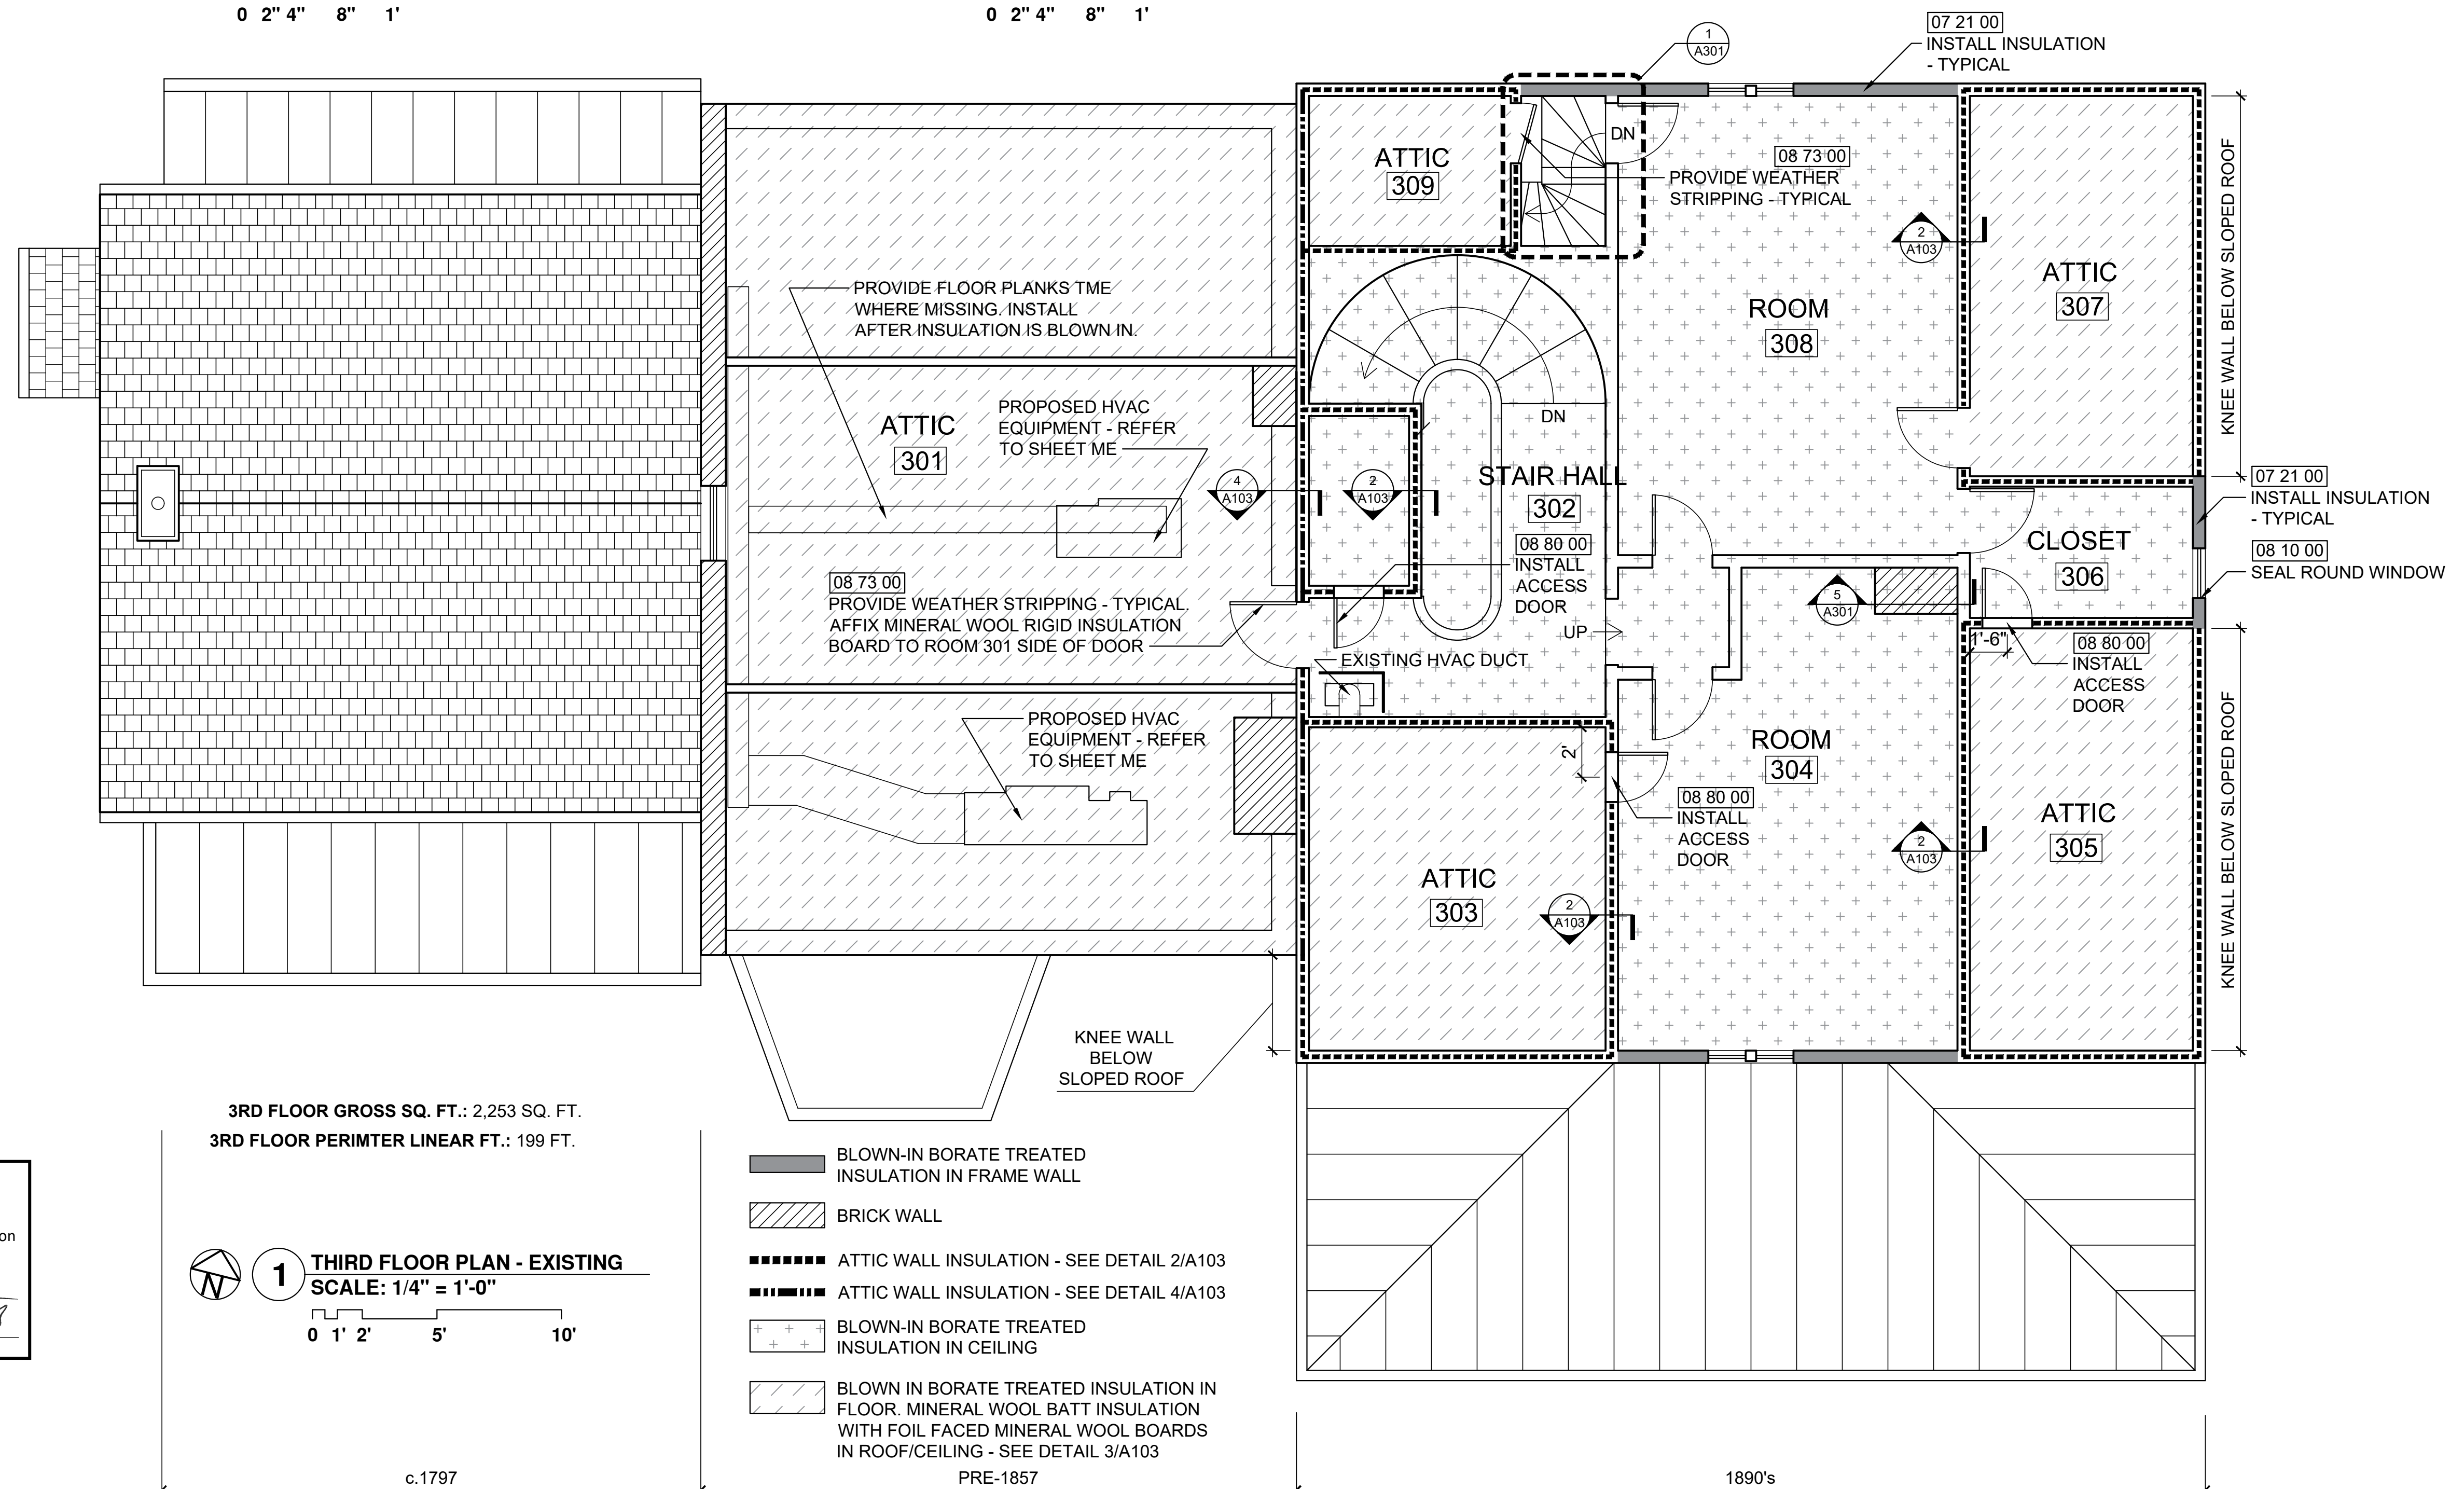 0 2" 4" 8" 1'
0 2" 4" 8" 1'
1
A301
07 21 00
INSTALL INSULATION
- TYPICAL
ATTIC
309
DN
08 73 00
PROVIDE WEATHER
STRIPPING - TYPICAL
2
A103
ATTIC
307
KNEE WALL BELOW SLOPED ROOF
PROVIDE FLOOR PLANKS TME
WHERE MISSING. INSTALL
AFTER INSULATION IS BLOWN IN.
ROOM
308
ATTIC
301
PROPOSED HVAC
EQUIPMENT - REFER
TO SHEET ME
DN
4
A103
2
A103
STAIR HALL
302
08 80 00
INSTALL
ACCESS
DOOR
UP
07 21 00
INSTALL INSULATION
- TYPICAL
CLOSET
306
08 10 00
SEAL ROUND WINDOW
08 73 00
PROVIDE WEATHER STRIPPING - TYPICAL.
AFFIX MINERAL WOOL RIGID INSULATION
BOARD TO ROOM 301 SIDE OF DOOR
5
A301
1'-6"
08 80 00
INSTALL
ACCESS
DOOR
EXISTING HVAC DUCT
PROPOSED HVAC
EQUIPMENT - REFER
TO SHEET ME
2'
ROOM
304
08 80 00
INSTALL
ACCESS
DOOR
2
A103
ATTIC
305
KNEE WALL BELOW SLOPED ROOF
ATTIC
303
2
A103
KNEE WALL
BELOW
SLOPED ROOF
3RD FLOOR GROSS SQ. FT.: 2,253 SQ. FT.
3RD FLOOR PERIMTER LINEAR FT.: 199 FT.
on
N
1
THIRD FLOOR PLAN - EXISTING
SCALE: 1/4" = 1'-0"
0 1' 2' 5' 10'
BLOWN-IN BORATE TREATED
INSULATION IN FRAME WALL
BRICK WALL
ATTIC WALL INSULATION - SEE DETAIL 2/A103
ATTIC WALL INSULATION - SEE DETAIL 4/A103
BLOWN-IN BORATE TREATED
INSULATION IN CEILING
BLOWN IN BORATE TREATED INSULATION IN
FLOOR. MINERAL WOOL BATT INSULATION
WITH FOIL FACED MINERAL WOOL BOARDS
IN ROOF/CEILING - SEE DETAIL 3/A103
c.1797
PRE-1857
1890's